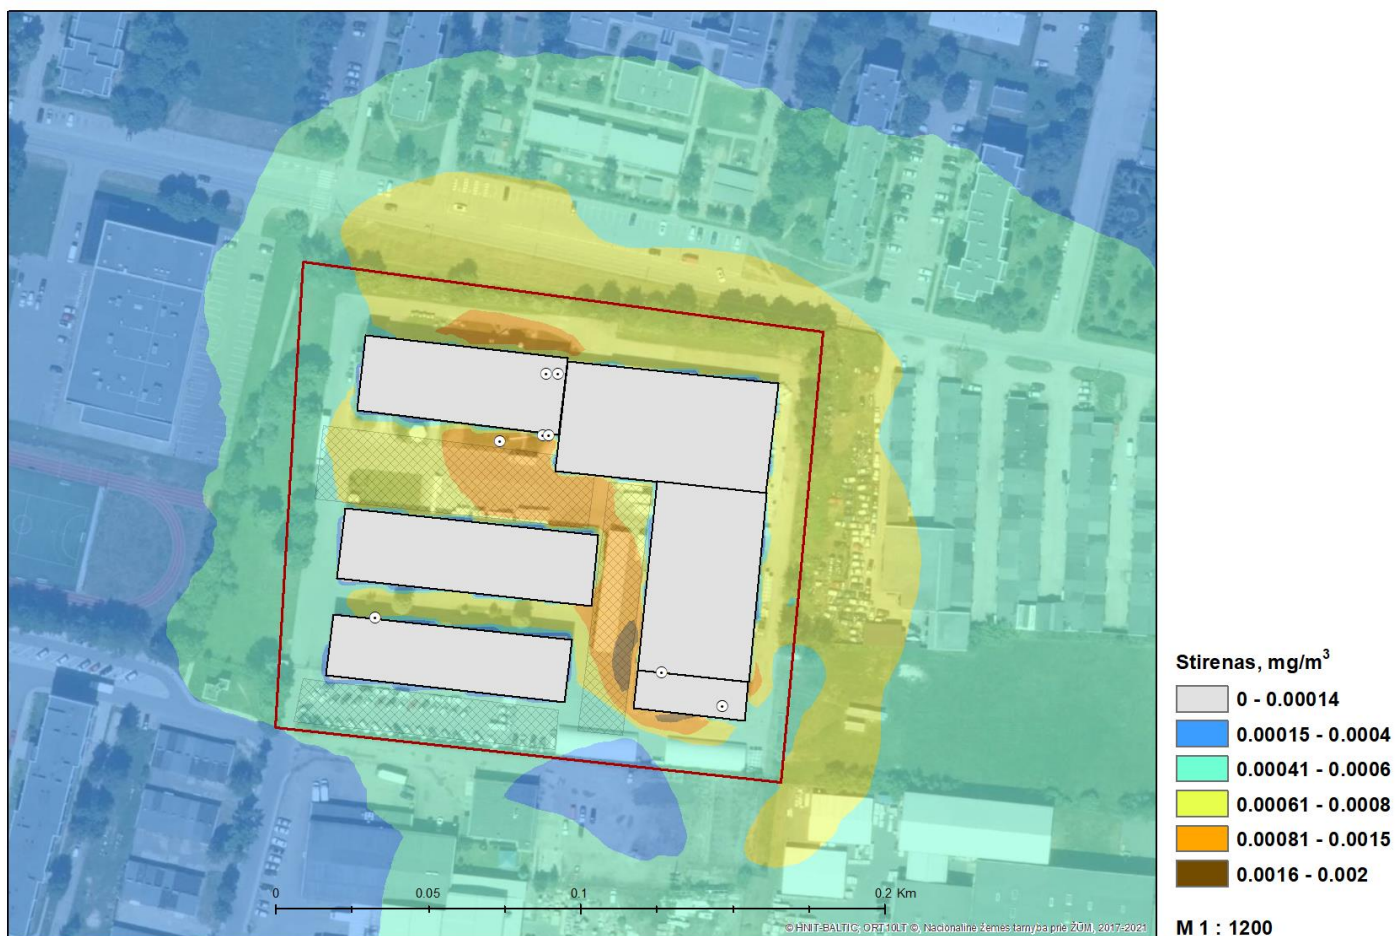 Stirenas, mg/m³
0 - 0.00014
0.00015 - 0.0004
0.00041 - 0.0006
0.00061 - 0.0008
0.00081 - 0.0015
0.0016 - 0.002
M 1 : 1200
0 0.05 0.1 0.2 Km
© HNIT-BALTIC, ORT10LT ©, Nacionalinė žemės tarnyba prie ŽŪM, 2017-2021